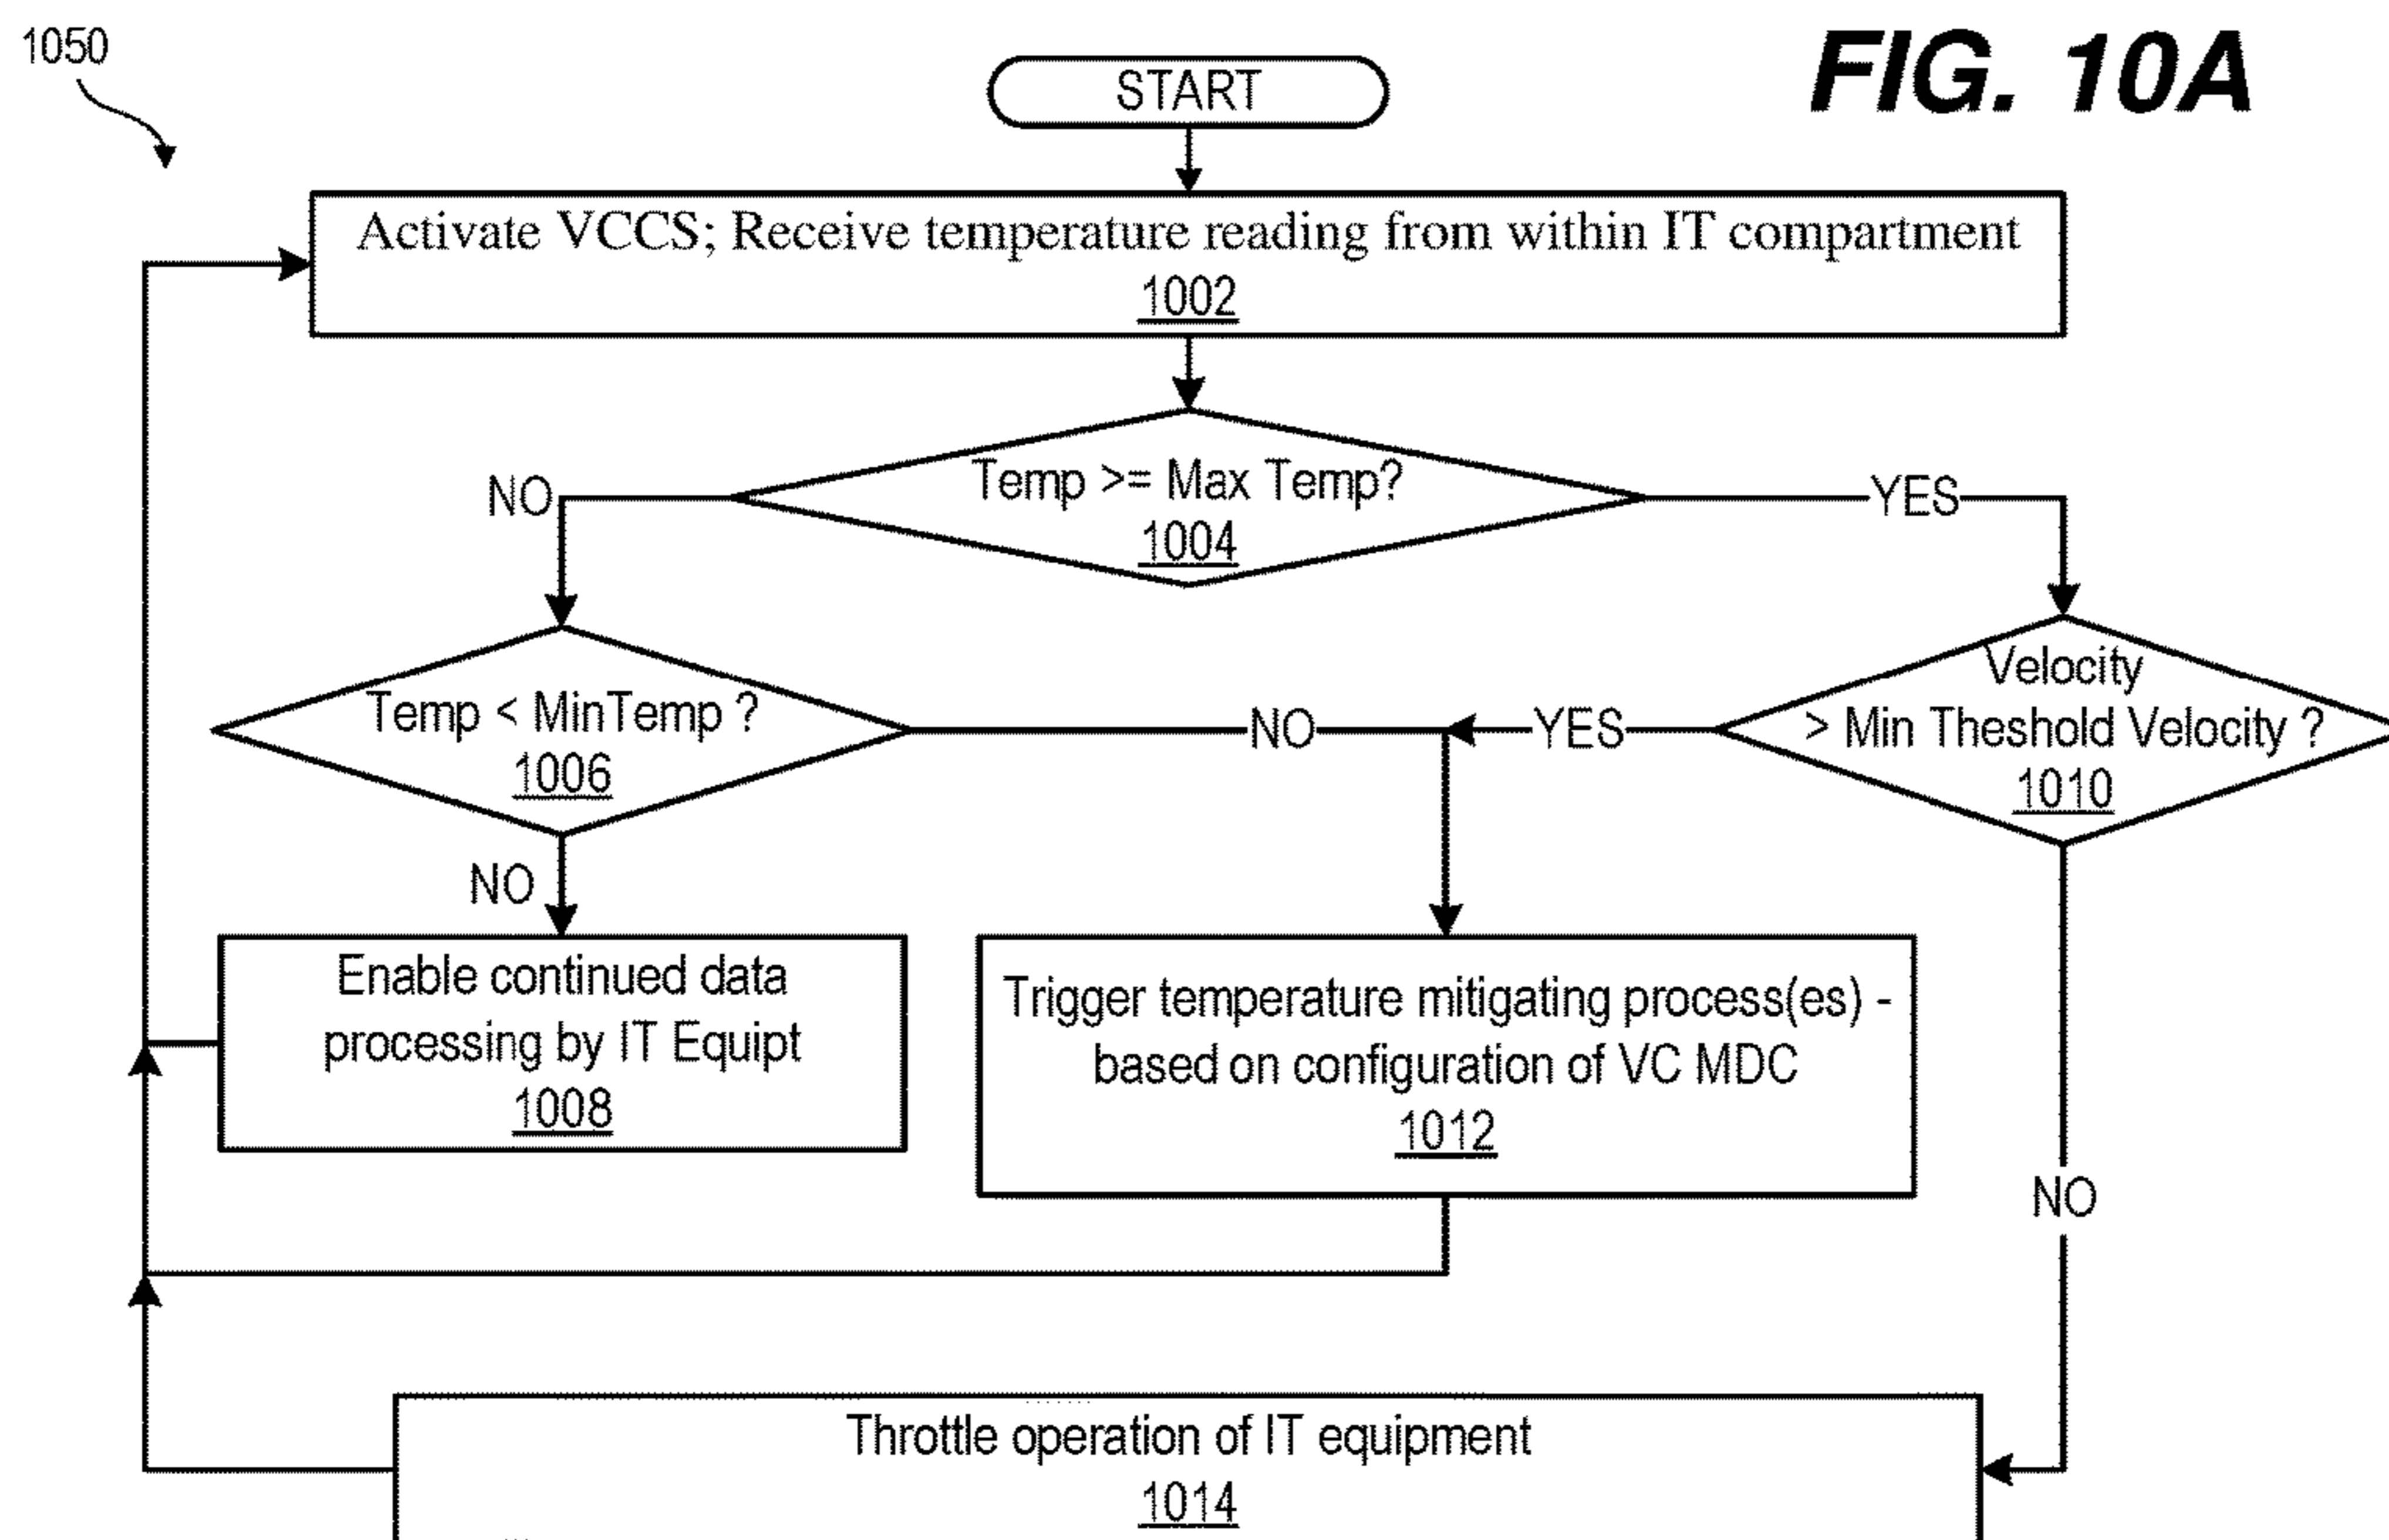 1050
FIG. 10A
START
Activate VCCS; Receive temperature reading from within IT compartment
1002
Temp >= Max Temp?
1004
NO
YES
Temp < MinTemp ?
1006
NO
YES
Velocity
> Min Theshold Velocity ?
1010
NO
Enable continued data
processing by IT Equipt
1008
Trigger temperature mitigating process(es) -
based on configuration of VC MDC
1012
NO
Throttle operation of IT equipment
1014